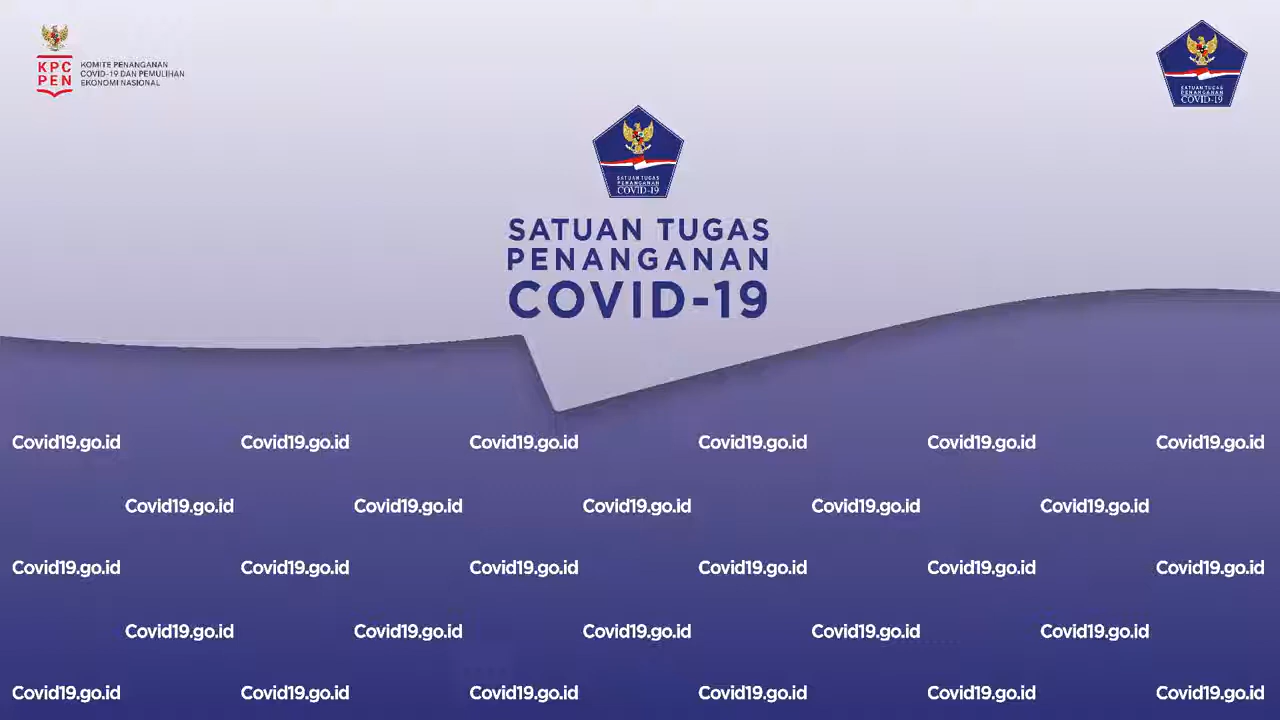 KPC
PEN
KOMITE PENANGANAN
COVID-19 DAN PEMULIHAN
EKONOMI NASIONAL
SATUAN TUGAS
PENANGANAN
COVID-19
SATUAN TUGAS
PENANGANAN
COVID-19
SATUAN TUGAS
PENANGANAN
COVID-19
Covid19.go.id Covid19.go.id Covid19.go.id Covid19.go.id Covid19.go.id Covid19.go.id
Covid19.go.id Covid19.go.id Covid19.go.id Covid19.go.id Covid19.go.id
Covid19.go.id Covid19.go.id Covid19.go.id Covid19.go.id Covid19.go.id Covid19.go.id
Covid19.go.id Covid19.go.id Covid19.go.id Covid19.go.id Covid19.go.id
Covid19.go.id Covid19.go.id Covid19.go.id Covid19.go.id Covid19.go.id Covid19.go.id